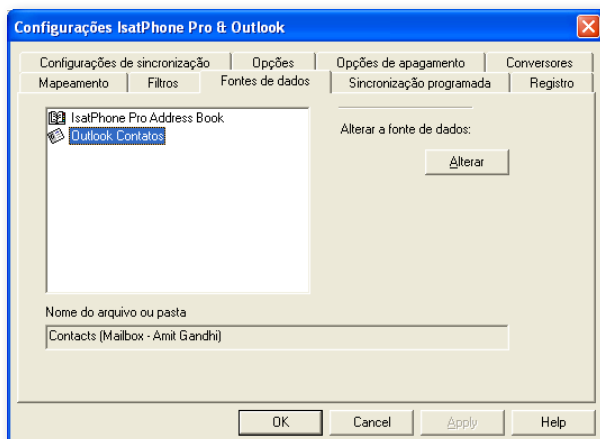 Configurações IsatPhone Pro & Outlook
Configurações de sincronização Opções Opções de apagamento Conversores
Mapeamento Filtros Fontes de dados Sincronização programada Registro
IsatPhone Pro Address Book
Outlook Contatos
Alterar a fonte de dados:
Alterar
Nome do arquivo ou pasta
Contacts (Mailbox - Amit Gandhi)
OK Cancel Apply Help